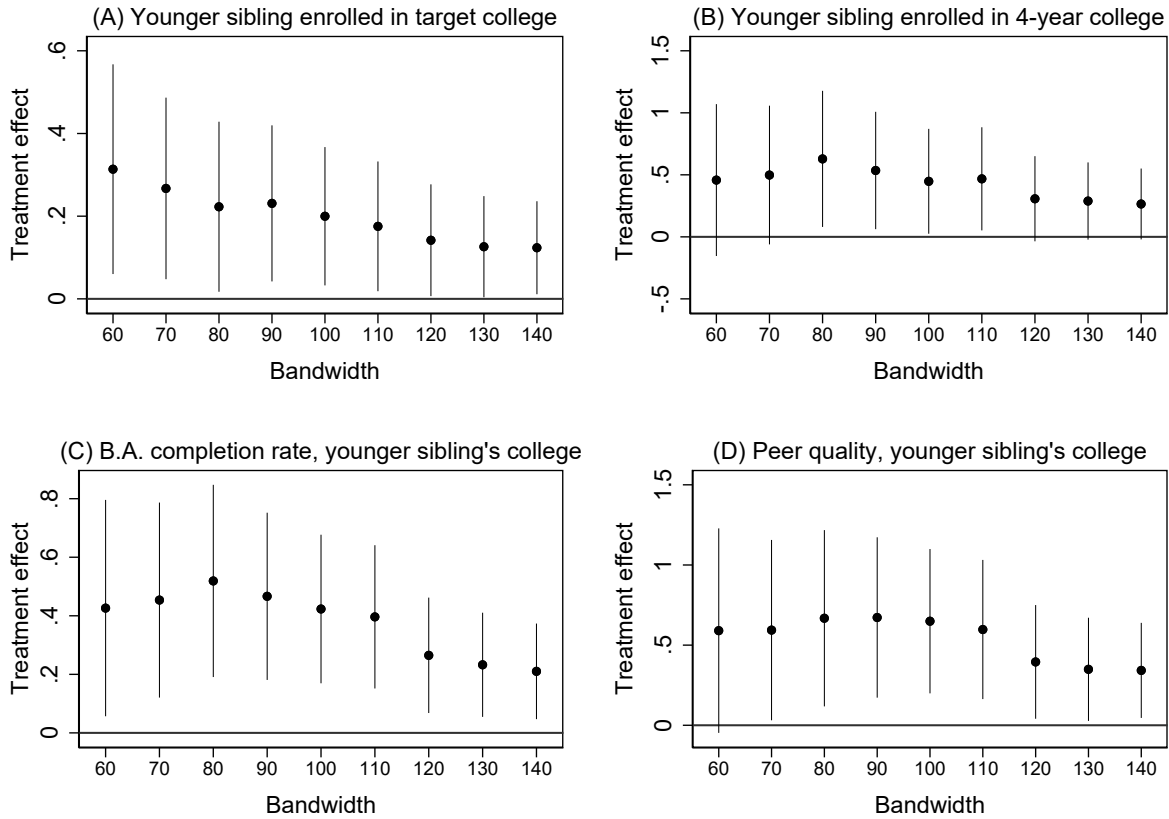 (A) Younger sibling enrolled in target college
Treatment effect
.6
.4
.2
0
60 70 80 90 100 110 120 130 140
Bandwidth
(B) Younger sibling enrolled in 4-year college
Treatment effect
1.5
1
.5
0
-.5
60 70 80 90 100 110 120 130 140
Bandwidth
(C) B.A. completion rate, younger sibling's college
Treatment effect
.8
.6
.4
.2
0
60 70 80 90 100 110 120 130 140
Bandwidth
(D) Peer quality, younger sibling's college
Treatment effect
1.5
1
.5
0
60 70 80 90 100 110 120 130 140
Bandwidth